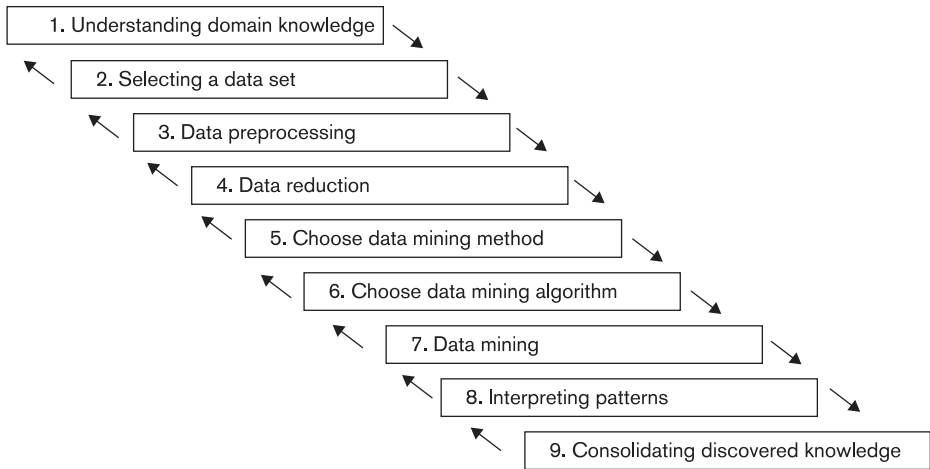 1. Understanding domain knowledge
2. Selecting a data set
3. Data preprocessing
4. Data reduction
5. Choose data mining method
6. Choose data mining algorithm
7. Data mining
8. Interpreting patterns
9. Consolidating discovered knowledge